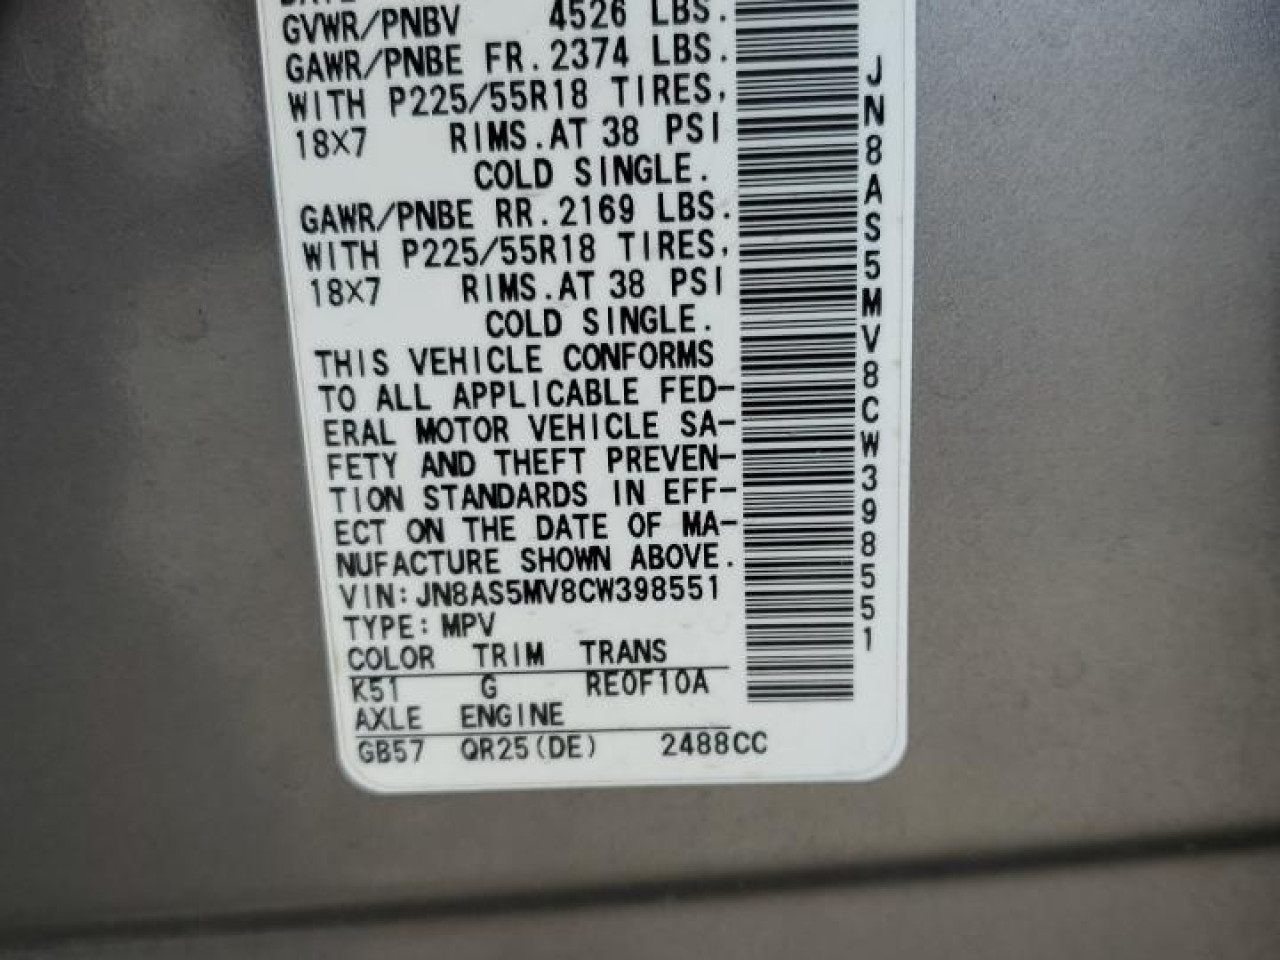 DATE
GVWR/PNBV 4526 LBS.
GAWR/PNBE FR. 2374 LBS.
WITH P225/55R18 TIRES,
18X7 RIMS. AT 38 PSI
COLD SINGLE.
GAWR/PNBE RR. 2169 LBS.
WITH P225/55R18 TIRES,
18X7 RIMS. AT 38 PSI
COLD SINGLE.
THIS VEHICLE CONFORMS
TO ALL APPLICABLE FED-
ERAL MOTOR VEHICLE SA-
FETY AND THEFT PREVEN-
TION STANDARDS IN EFF-
ECT ON THE DATE OF MA-
NUFACTURE SHOWN ABOVE.
VIN: JN8AS5MV8CW398551
TYPE: MPV
COLOR TRIM TRANS
K51 G RE0F10A
AXLE ENGINE
GB57 QR25(DE) 2488CC
JN8AS5MV8CW398551